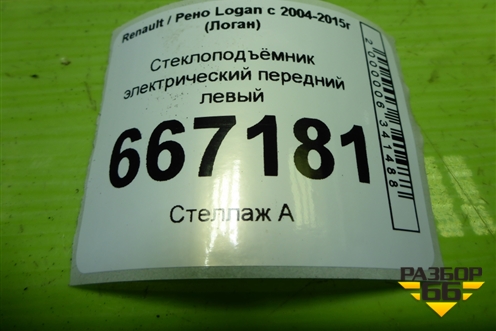 Renault / Рено Logan с 2004-2015г
(Логан)
Стеклоподъёмник
электрический передний
левый
667181
Стеллаж А
2000006341488
РАЗБОР
66